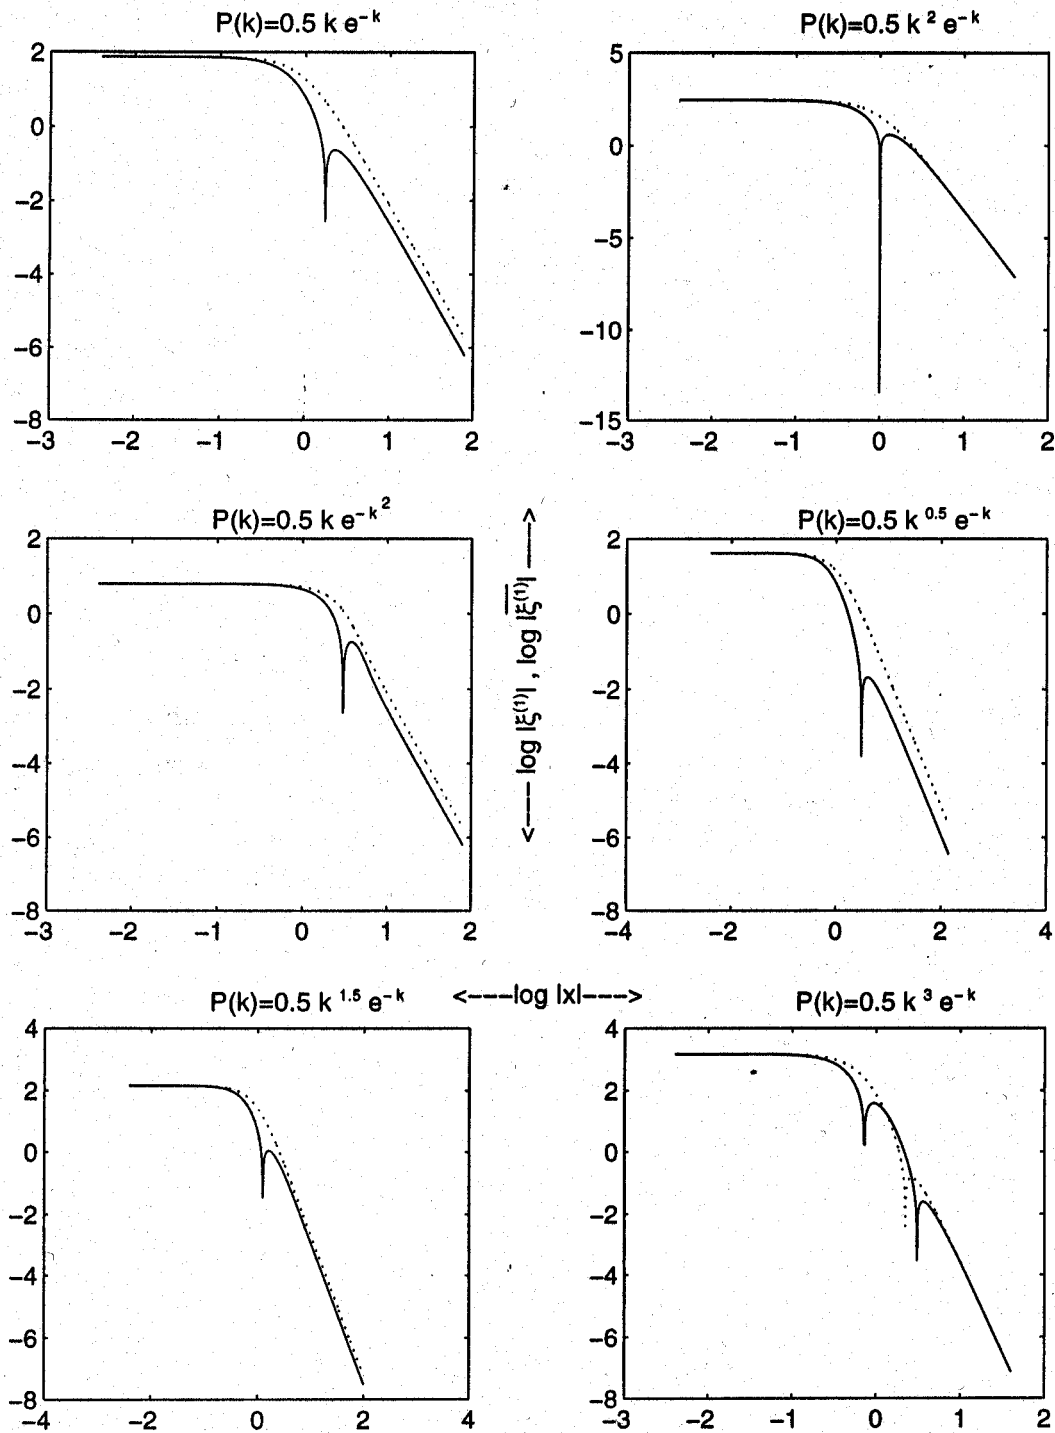 P(k)=0.5 k e^{-k}
P(k)=0.5 k^{2} e^{-k}
2
0
−2
−4
−6
−8
−3 −2 −1 0 1 2
5
0
−5
−10
−15
−3 −2 −1 0 1 2
P(k)=0.5 k e^{-k^{2}}
P(k)=0.5 k^{0.5} e^{-k}
2
0
−2
−4
−6
−8
−3 −2 −1 0 1 2
<---- log |ξ^{(1)}| , log |\overline{ξ}^{(1)}| ---->
2
0
−2
−4
−6
−8
−4 −2 0 2 4
P(k)=0.5 k^{1.5} e^{-k}
<----log |x|---->
P(k)=0.5 k^{3} e^{-k}
4
2
0
−2
−4
−6
−8
−4 −2 0 2 4
4
2
0
−2
−4
−6
−8
−3 −2 −1 0 1 2